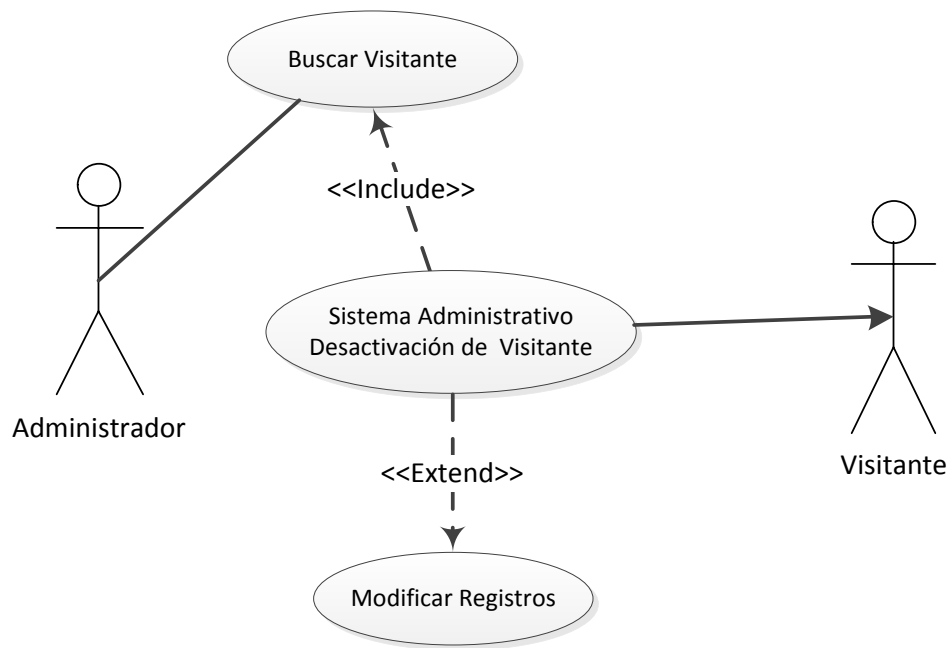 Buscar Visitante
<<Include>>
Sistema Administrativo
Desactivación de Visitante
Administrador
Visitante
<<Extend>>
Modificar Registros